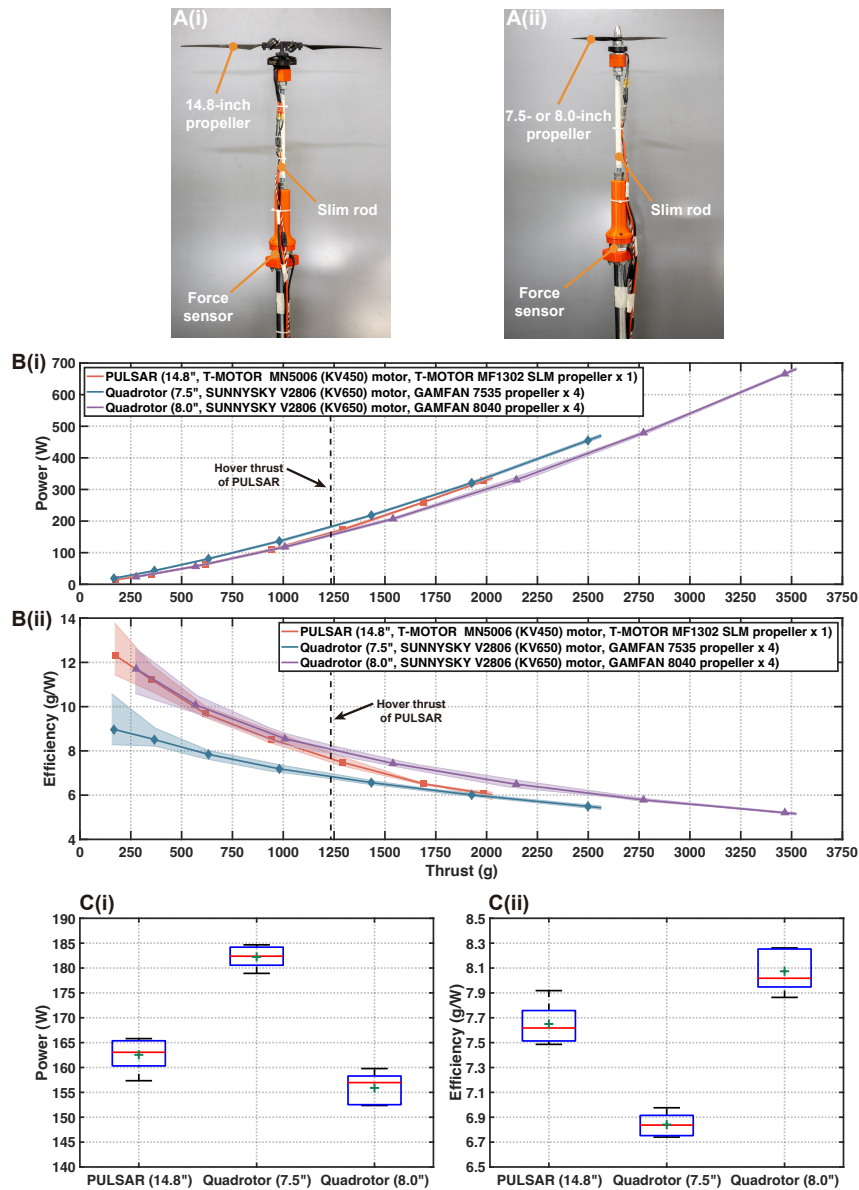 A(i)
A(ii)
14.8-inch
propeller
7.5- or 8.0-inch
propeller
Slim rod
Slim rod
Force
sensor
Force
sensor
B(i)
700
600
500
400
300
200
100
0
Power (W)
PULSAR (14.8", T-MOTOR MN5006 (KV450) motor, T-MOTOR MF1302 SLM propeller x 1)
Quadrotor (7.5", SUNNYSKY V2806 (KV650) motor, GAMFAN 7535 propeller x 4)
Quadrotor (8.0", SUNNYSKY V2806 (KV650) motor, GAMFAN 8040 propeller x 4)
Hover thrust
of PULSAR
0 250 500 750 1000 1250 1500 1750 2000 2250 2500 2750 3000 3250 3500 3750
B(ii)
14
12
10
8
6
4
Efficiency (g/W)
PULSAR (14.8", T-MOTOR MN5006 (KV450) motor, T-MOTOR MF1302 SLM propeller x 1)
Quadrotor (7.5", SUNNYSKY V2806 (KV650) motor, GAMFAN 7535 propeller x 4)
Quadrotor (8.0", SUNNYSKY V2806 (KV650) motor, GAMFAN 8040 propeller x 4)
Hover thrust
of PULSAR
0 250 500 750 1000 1250 1500 1750 2000 2250 2500 2750 3000 3250 3500 3750
Thrust (g)
C(i)
190
185
180
175
170
165
160
155
150
145
140
Power (W)
PULSAR (14.8") Quadrotor (7.5") Quadrotor (8.0")
C(ii)
8.5
8.3
8.1
7.9
7.7
7.5
7.3
7.1
6.9
6.7
6.5
Efficiency (g/W)
PULSAR (14.8") Quadrotor (7.5") Quadrotor (8.0")